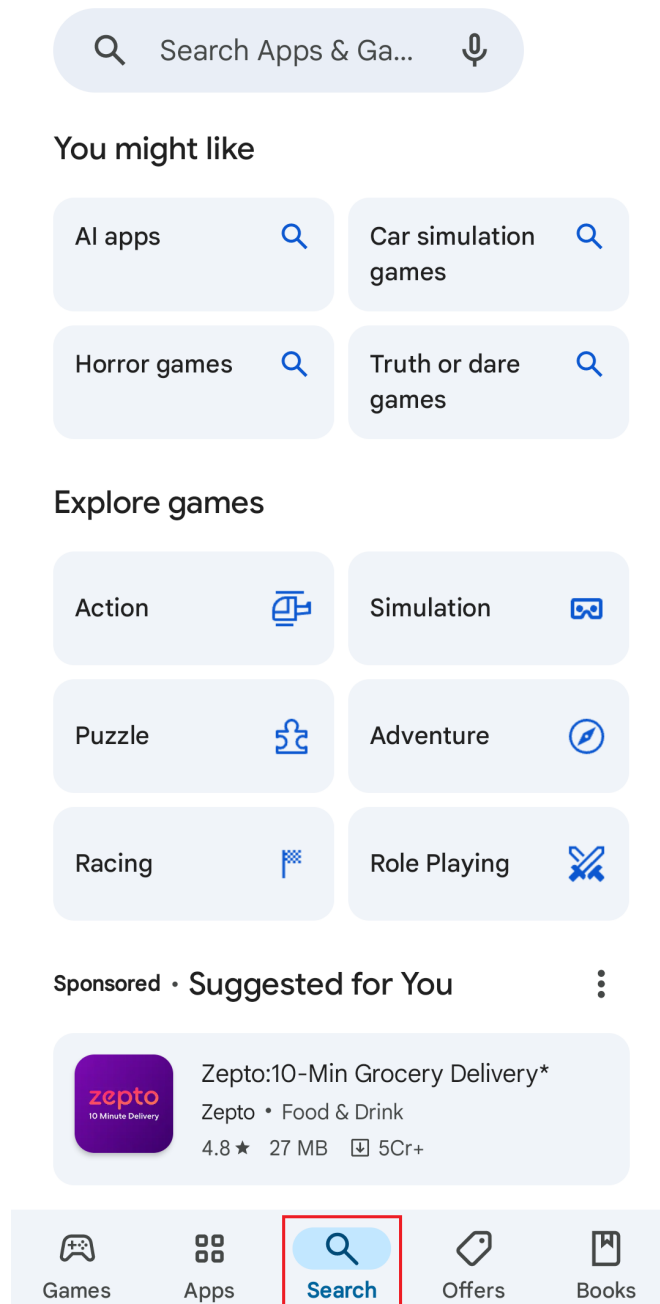 Search Apps & Ga...
You might like
AI apps
Car simulation
games
Horror games
Truth or dare
games
Explore games
Action
Simulation
Puzzle
Adventure
Racing
Role Playing
Sponsored • Suggested for You
zepto
10 Minute Delivery
Zepto:10-Min Grocery Delivery*
Zepto • Food & Drink
4.8★ 27 MB 5Cr+
Games Apps Search Offers Books